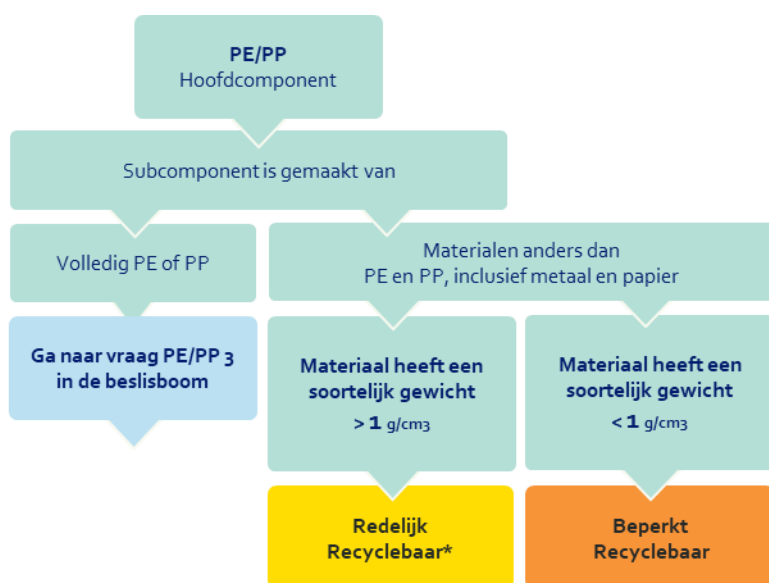 PE/PP
Hoofdcomponent
Subcomponent is gemaakt van
Volledig PE of PP
Materialen anders dan
PE en PP, inclusief metaal en papier
Ga naar vraag PE/PP 3
in de beslisboom
Materiaal heeft een
soortelijk gewicht
> 1 g/cm3
Materiaal heeft een
soortelijk gewicht
< 1 g/cm3
Redelijk
Recyclebaar*
Beperkt
Recyclebaar